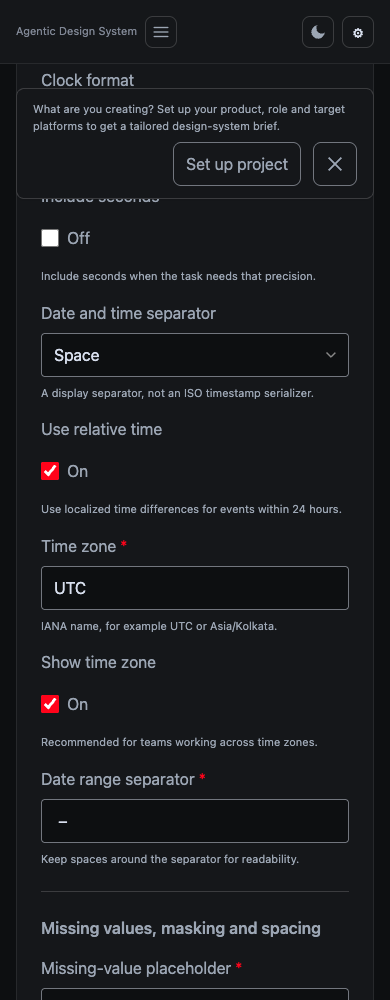 Agentic Design System
Clock format
What are you creating? Set up your product, role and target
platforms to get a tailored design-system brief.
Set up project
Include seconds
Off
Include seconds when the task needs that precision.
Date and time separator
Space
A display separator, not an ISO timestamp serializer.
Use relative time
On
Use localized time differences for events within 24 hours.
Time zone *
UTC
IANA name, for example UTC or Asia/Kolkata.
Show time zone
On
Recommended for teams working across time zones.
Date range separator *
–
Keep spaces around the separator for readability.
Missing values, masking and spacing
Missing-value placeholder *